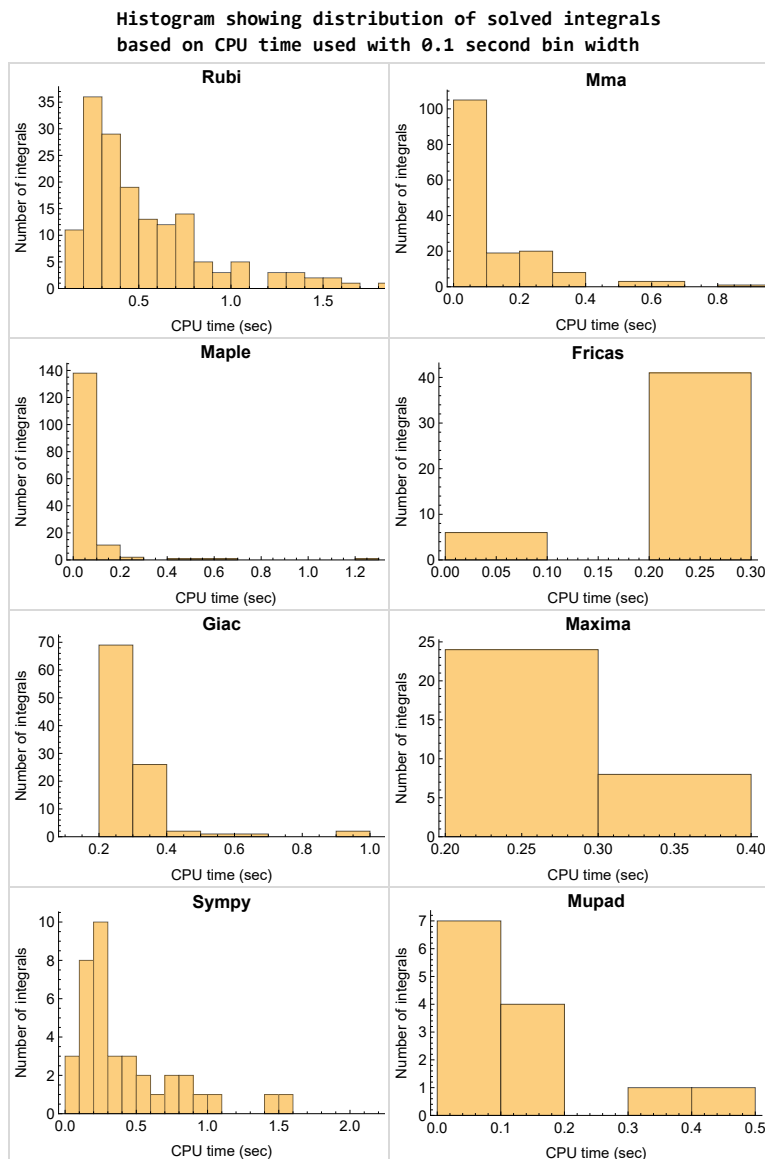 Histogram showing distribution of solved integrals
based on CPU time used with 0.1 second bin width
Rubi
Number of integrals
35
30
25
20
15
10
5
0
0.5 1.0 1.5
CPU time (sec)
Mma
Number of integrals
100
80
60
40
20
0
0.0 0.2 0.4 0.6 0.8
CPU time (sec)
Maple
Number of integrals
140
120
100
80
60
40
20
0
0.0 0.2 0.4 0.6 0.8 1.0 1.2
CPU time (sec)
Fricas
Number of integrals
40
30
20
10
0
0.00 0.05 0.10 0.15 0.20 0.25 0.30
CPU time (sec)
Giac
Number of integrals
70
60
50
40
30
20
10
0
0.2 0.4 0.6 0.8 1.0
CPU time (sec)
Maxima
Number of integrals
25
20
15
10
5
0
0.20 0.25 0.30 0.35 0.40
CPU time (sec)
Sympy
Number of integrals
10
8
6
4
2
0
0.0 0.5 1.0 1.5 2.0
CPU time (sec)
Mupad
Number of integrals
7
6
5
4
3
2
1
0
0.0 0.1 0.2 0.3 0.4 0.5
CPU time (sec)